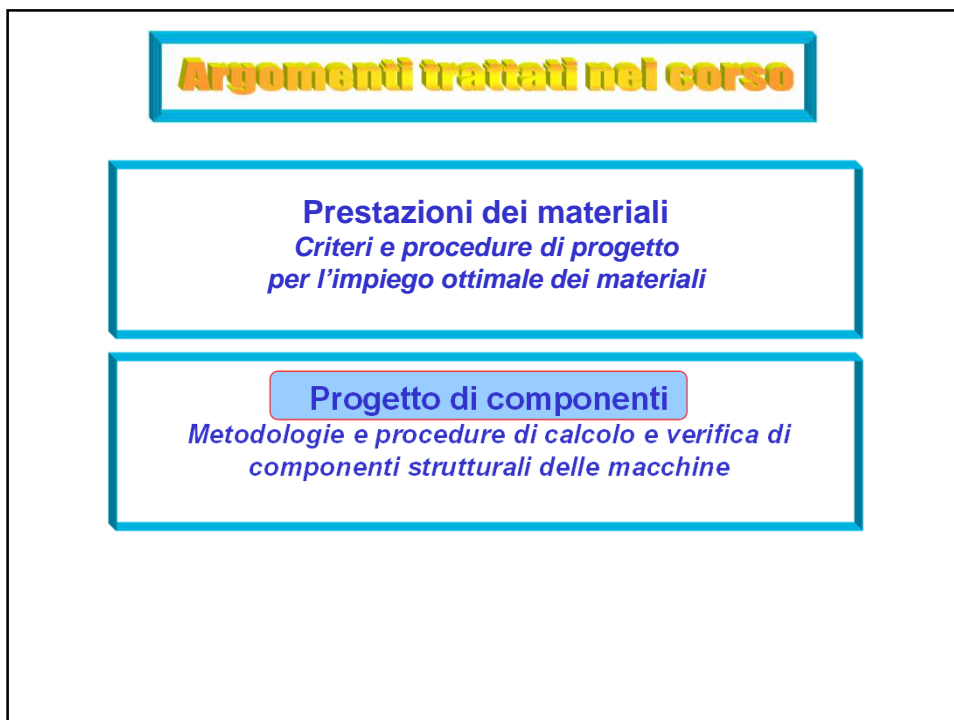 Argomenti trattati nel corso
Prestazioni dei materiali
Criteri e procedure di progetto
per l'impiego ottimale dei materiali
Progetto di componenti
Metodologie e procedure di calcolo e verifica di
componenti strutturali delle macchine